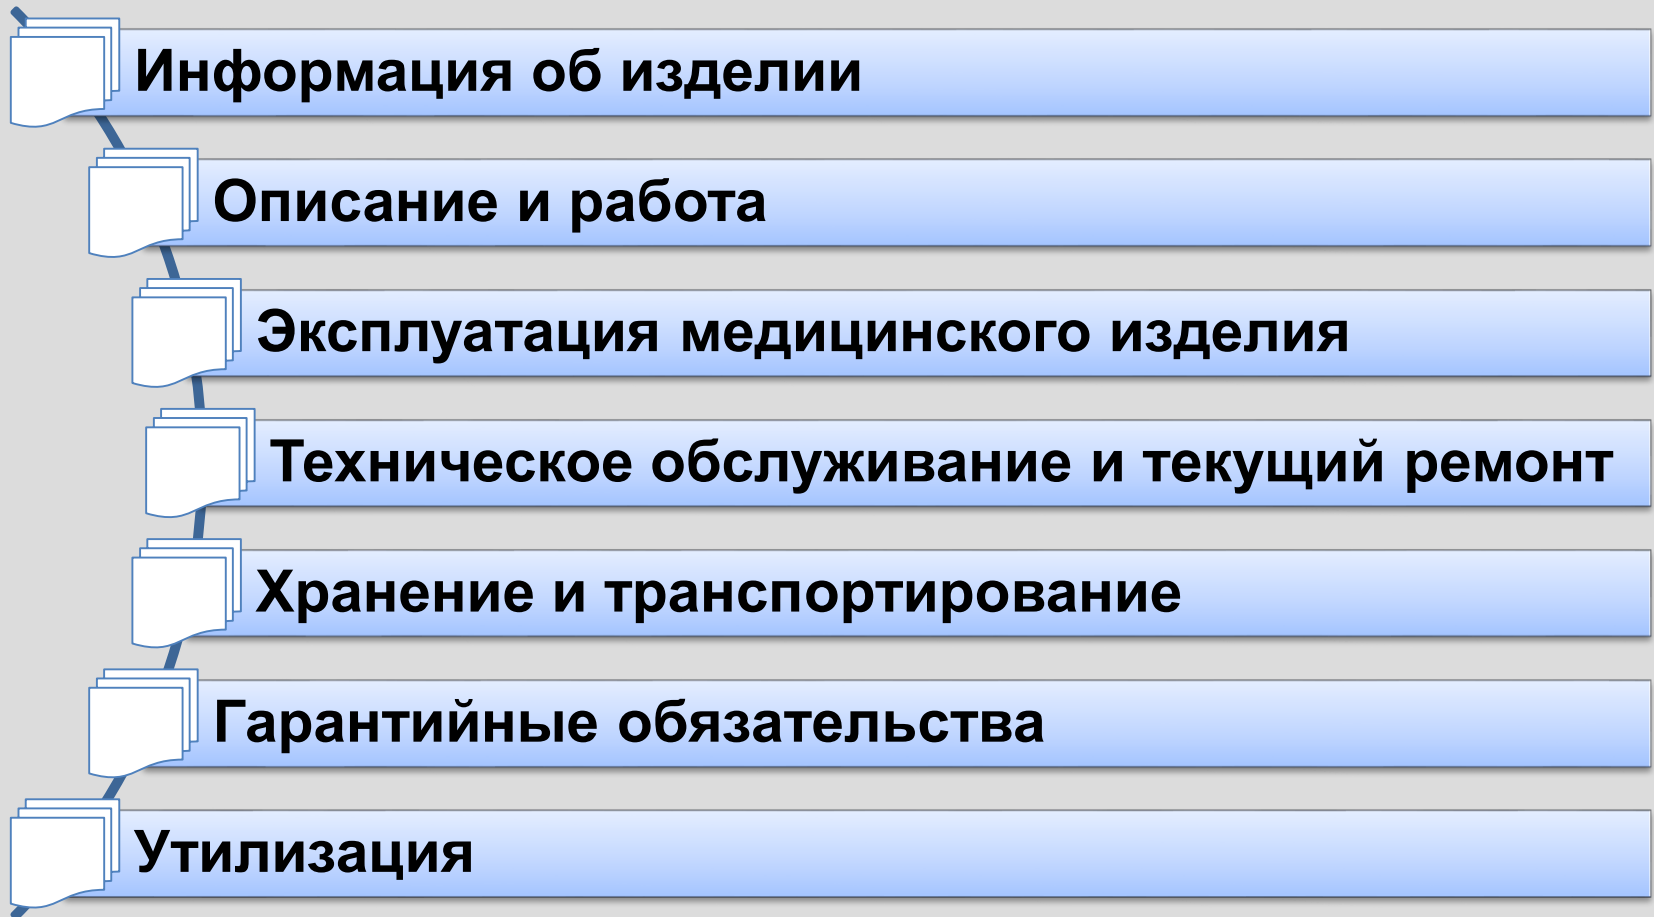 Информация об изделии
Описание и работа
Эксплуатация медицинского изделия
Техническое обслуживание и текущий ремонт
Хранение и транспортирование
Гарантийные обязательства
Утилизация